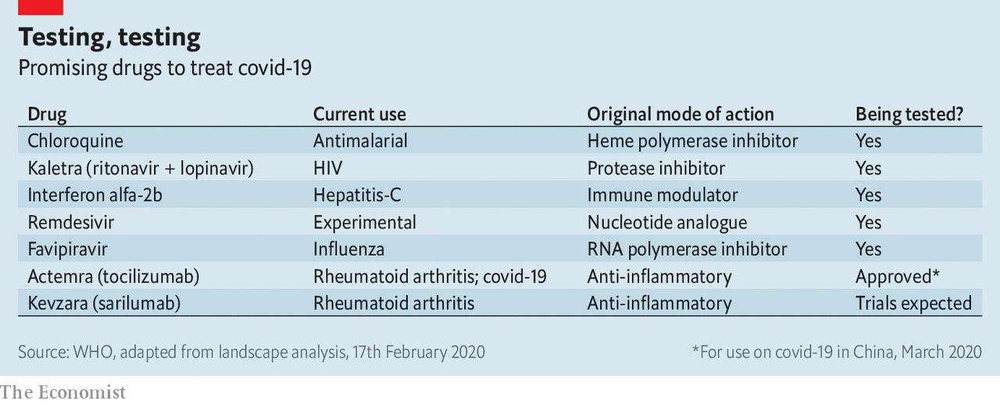 Testing, testing
Promising drugs to treat covid-19
Drug Current use Original mode of action Being tested?
Chloroquine Antimalarial Heme polymerase inhibitor Yes
Kaletra (ritonavir + lopinavir) HIV Protease inhibitor Yes
Interferon alfa-2b Hepatitis-C Immune modulator Yes
Remdesivir Experimental Nucleotide analogue Yes
Favipiravir Influenza RNA polymerase inhibitor Yes
Actemra (tocilizumab) Rheumatoid arthritis; covid-19 Anti-inflammatory Approved*
Kevzara (sarilumab) Rheumatoid arthritis Anti-inflammatory Trials expected
Source: WHO, adapted from landscape analysis, 17th February 2020 *For use on covid-19 in China, March 2020
The Economist